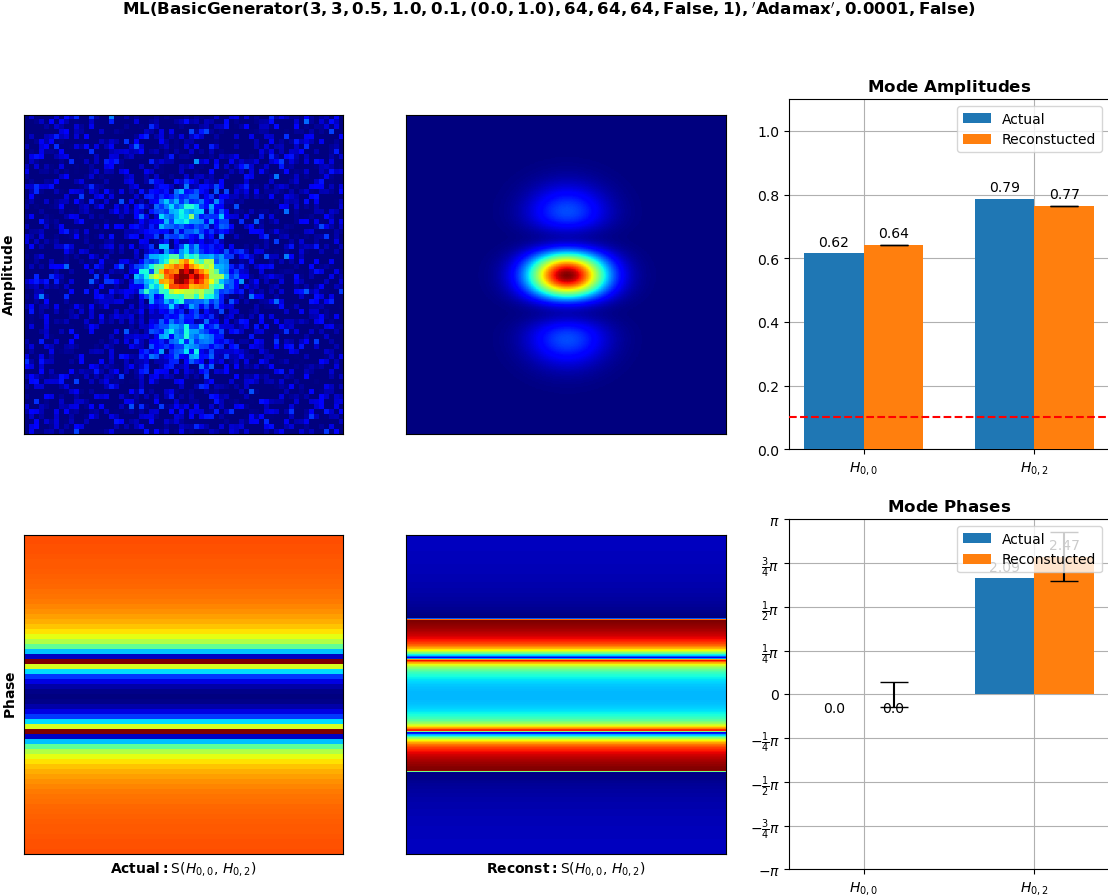 ML(BasicGenerator(3, 3, 0.5, 1.0, 0.1, (0.0, 1.0), 64, 64, 64, False, 1), ′Adamax′, 0.0001, False)
Amplitude
Mode Amplitudes
Actual
Reconstucted
1.0
0.8
0.6
0.4
0.2
0.0
0.62
0.64
0.79
0.77
H0, 0
H0, 2
Phase
Actual: S(H0, 0, H0, 2)
Reconst: S(H0, 0, H0, 2)
Mode Phases
Actual
Reconstucted
π
3/4π
1/2π
1/4π
0
−1/4π
−1/2π
−3/4π
−π
0.0
0.0
2.09
2.47
H0, 0
H0, 2